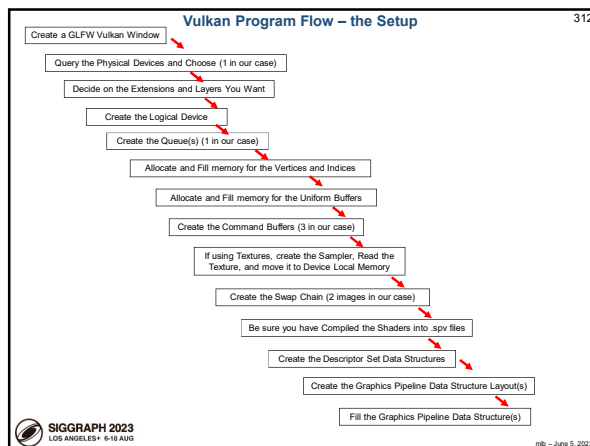 Vulkan Program Flow – the Setup
312
Create a GLFW Vulkan Window
Query the Physical Devices and Choose (1 in our case)
Decide on the Extensions and Layers You Want
Create the Logical Device
Create the Queue(s) (1 in our case)
Allocate and Fill memory for the Vertices and Indices
Allocate and Fill memory for the Uniform Buffers
Create the Command Buffers (3 in our case)
If using Textures, create the Sampler, Read the
Texture, and move it to Device Local Memory
Create the Swap Chain (2 images in our case)
Be sure you have Compiled the Shaders into .spv files
Create the Descriptor Set Data Structures
Create the Graphics Pipeline Data Structure Layout(s)
Fill the Graphics Pipeline Data Structure(s)
SIGGRAPH 2023
LOS ANGELES+ 6-10 AUG
mjb – June 5, 2023